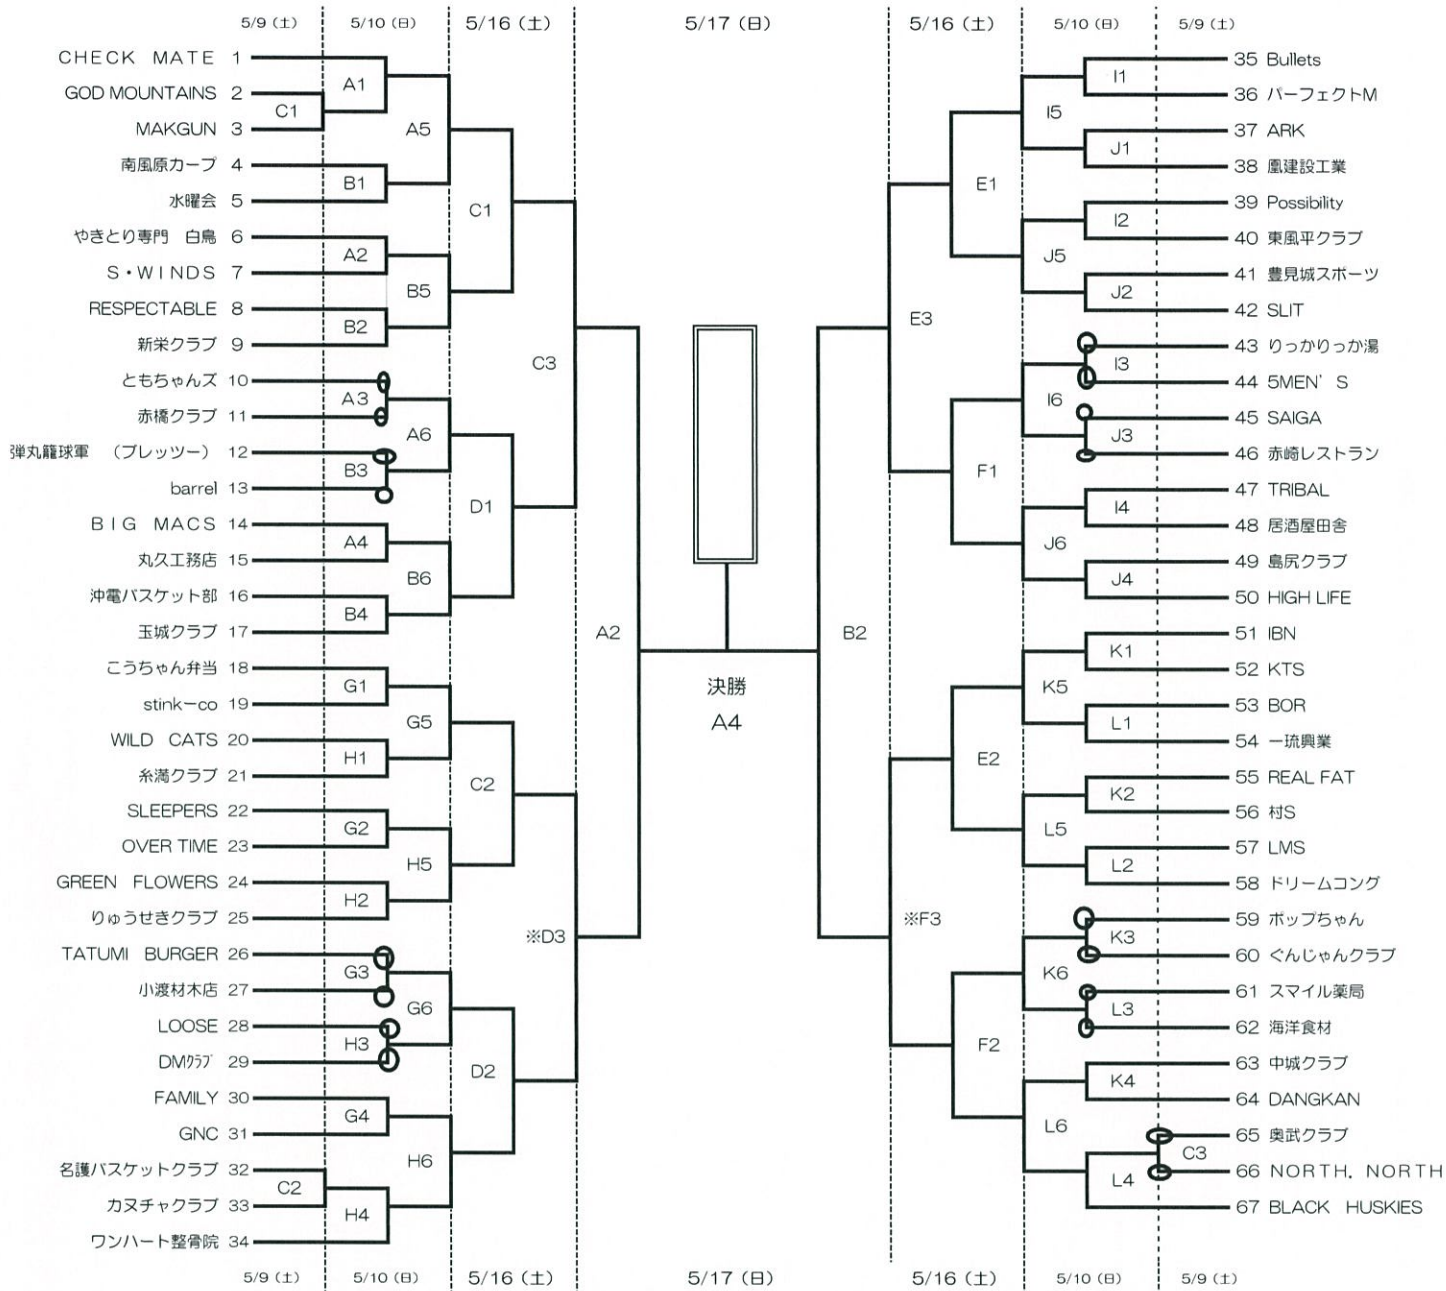 5/9（土） 5/10（日） 5/16（土） 5/17（日） 5/16（土） 5/10（日） 5/9（土）
CHECK MATE 1
GOD MOUNTAINS 2
MAKGUN 3
南風原カープ 4
水曜会 5
やきとり専門 白鳥 6
S・WINDS 7
RESPECTABLE 8
新栄クラブ 9
ともちゃんズ 10
赤橋クラブ 11
弾丸籠球軍 （ブレッツー） 12
barrel 13
BIG MACS 14
丸久工務店 15
沖電バスケット部 16
玉城クラブ 17
こうちゃん弁当 18
stink－co 19
WILD CATS 20
糸満クラブ 21
SLEEPERS 22
OVER TIME 23
GREEN FLOWERS 24
りゅうせきクラブ 25
TATUMI BURGER 26
小渡材木店 27
LOOSE 28
DMｸﾗﾌﾞ 29
FAMILY 30
GNC 31
名護バスケットクラブ 32
カヌチャクラブ 33
ワンハート整骨院 34
C1
C2
A1
B1
A2
B2
A3
B3
A4
B4
G1
H1
G2
H2
G3
H3
G4
H4
A5
B5
A6
B6
G5
H5
G6
H6
C1
D1
C2
D2
C3
※D3
A2
決勝
A4
B2
E3
※F3
E1
F1
E2
F2
I5
J5
I6
J6
K5
L5
K6
L6
I1
J1
I2
J2
I3
J3
I4
J4
K1
L1
K2
L2
K3
L3
K4
L4
C3
35 Bullets
36 パーフェクトM
37 ARK
38 凰建設工業
39 Possibility
40 東風平クラブ
41 豊見城スポーツ
42 SLIT
43 りっかりっか湯
44 5MEN'S
45 SAIGA
46 赤崎レストラン
47 TRIBAL
48 居酒屋田舎
49 島尻クラブ
50 HIGH LIFE
51 IBN
52 KTS
53 BOR
54 一琉興業
55 REAL FAT
56 村S
57 LMS
58 ドリームコング
59 ポップちゃん
60 ぐんじゃんクラブ
61 スマイル薬局
62 海洋食材
63 中城クラブ
64 DANGKAN
65 奥武クラブ
66 NORTH．NORTH
67 BLACK HUSKIES
5/9（土） 5/10（日） 5/16（土） 5/17（日） 5/16（土） 5/10（日） 5/9（土）